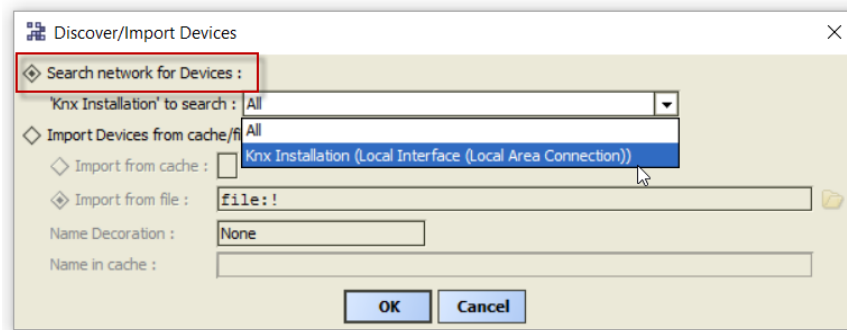 Discover/Import Devices
Search network for Devices :
'Knx Installation' to search : All
All
Import Devices from cache/fi
Knx Installation (Local Interface (Local Area Connection))
Import from cache :
Import from file : file:!
Name Decoration : None
Name in cache :
OK Cancel